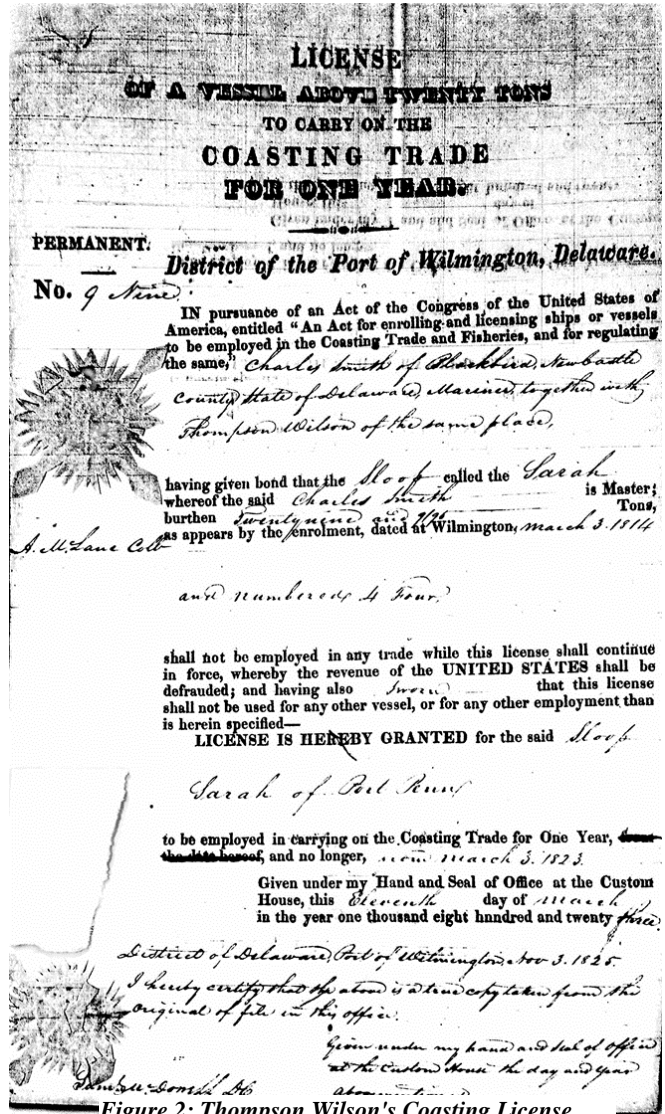 LICENSE
OF A VESSEL ABOVE TWENTY TONS
TO CARRY ON THE
COASTING TRADE
FOR ONE YEAR.
PERMANENT.
District of the Port of Wilmington, Delaware.
No. 9 Nine
IN pursuance of an Act of the Congress of the United States of
America, entitled "An Act for enrolling and licensing ships or vessels
to be employed in the Coasting Trade and Fisheries, and for regulating
the same," Charles Smith of Blackbird, Newcastle
County State of Delaware, Mariner, together with
Thompson Wilson of the same place,
having given bond that the Sloop called the Sarah
whereof the said Charles Smith is Master;
burthen Twenty nine and Tons,
as appears by the enrolment, dated at Wilmington, march 3. 1814
A. McLane Coll
and numbered 4 Four,
shall not be employed in any trade while this license shall continue
in force, whereby the revenue of the UNITED STATES shall be
defrauded; and having also sworn that this license
shall not be used for any other vessel, or for any other employment than
is herein specified—
LICENSE IS HEREBY GRANTED for the said Sloop
Sarah of Port Penn
to be employed in carrying on the Coasting Trade for One Year, from
the date hereof, and no longer, march 3. 1823.
Given under my Hand and Seal of Office at the Custom
House, this Eleventh day of march
in the year one thousand eight hnndred and twenty three
District of Delaware, Port of Wilmington, Nov 3. 1825.
I hereby certify that the above is a true copy taken from the
original of file in this office.
Given under my hand and seal of office
at the Custom House the day and year
abovementioned
Figure 2: Thompson Wilson's Coasting License